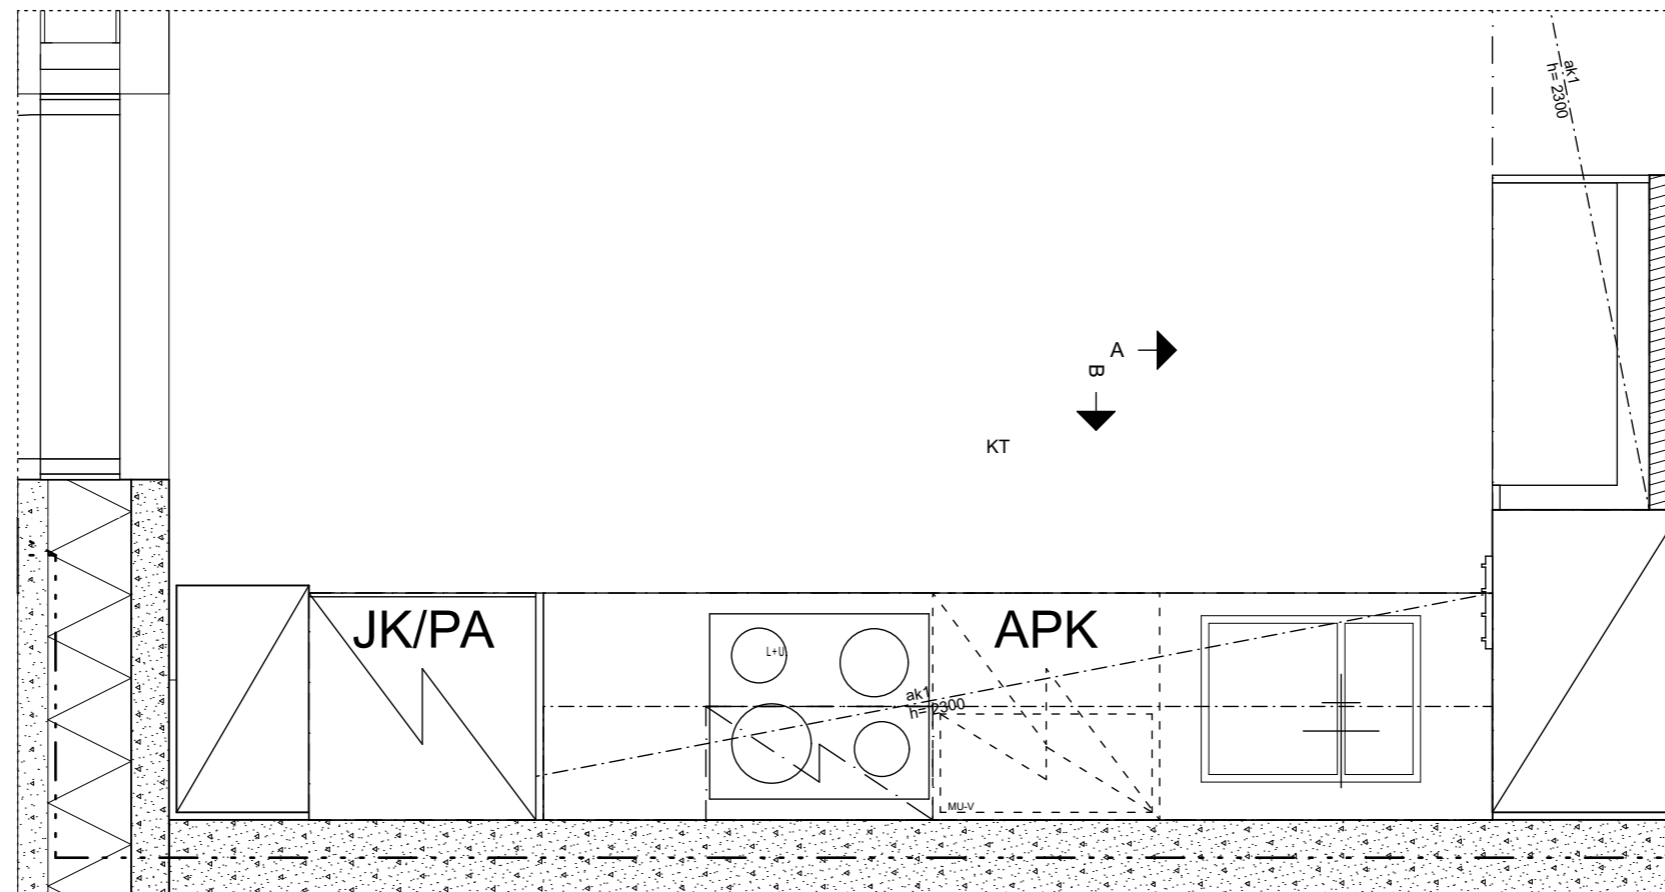 ak1
h= 2300
A
B
KT
JK/PA
L+U
APK
ak1
h= 2300
MU-V